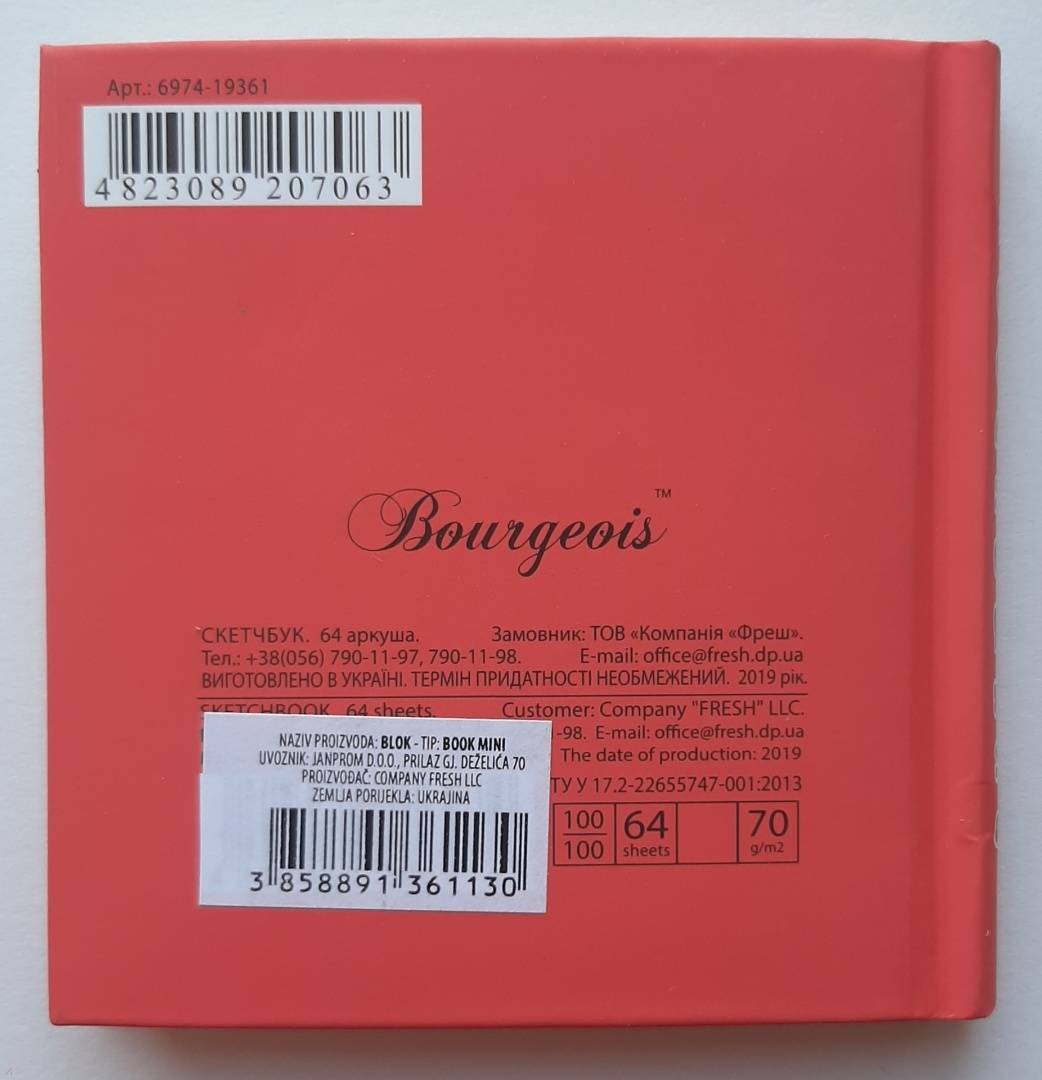 Арт.: 6974-19361
4 823089 207063
Bourgeois™
СКЕТЧБУК. 64 аркуша. Замовник: ТОВ «Компанія «Фреш».
Тел.: +38(056) 790-11-97, 790-11-98. E-mail: office@fresh.dp.ua
ВИГОТОВЛЕНО В УКРАЇНІ. ТЕРМІН ПРИДАТНОСТІ НЕОБМЕЖЕНИЙ. 2019 рік.
SKETCHBOOK 64 sheets. Customer: Company "FRESH" LLC.
-98. E-mail: office@fresh.dp.ua
The date of production: 2019
ТУ У 17.2-22655747-001:2013
100 64 70
100 sheets g/m2
NAZIV PROIZVODA: BLOK - TIP: BOOK MINI
UVOZNIK: JANPROM D.O.O., PRILAZ GJ. DEŽELIĆA 70
PROIZVOĐAČ: COMPANY FRESH LLC
ZEMLJA PORIJEKLA: UKRAJINA
3 858891 361130